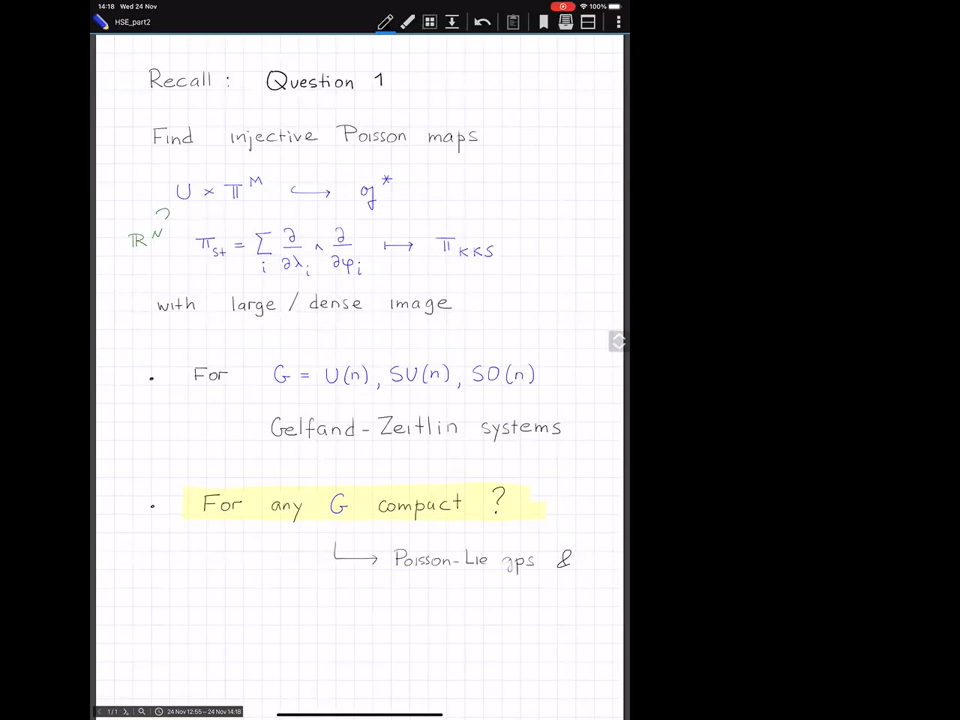 14:18 Wed 24 Nov
100%
HSE_part2
Recall : Question 1
Find injective Poisson maps
U × 𝕋^M ↪ 𝔤*
ℝ^N
π_St = Σ_i ∂/∂λ_i ∧ ∂/∂φ_i ↦ π_KKS
with large / dense image
• For G = U(n), SU(n), SO(n)
Gelfand-Zeitlin systems
• For any G compact ?
↳ Poisson-Lie gps &
1/1 24 Nov 12:55 – 24 Nov 14:18